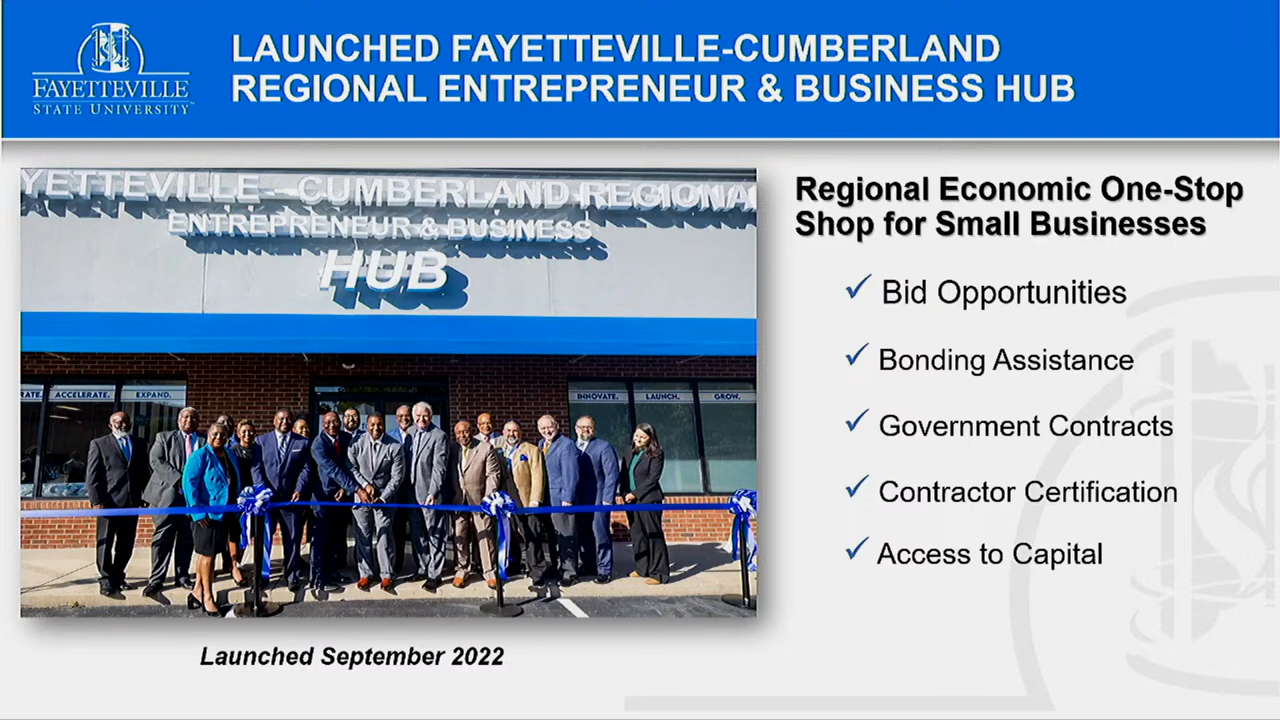 FAYETTEVILLE
STATE UNIVERSITY
LAUNCHED FAYETTEVILLE-CUMBERLAND
REGIONAL ENTREPRENEUR & BUSINESS HUB
YETTEVILLE - CUMBERLAND REGIONA
ENTREPRENEUR & BUSINESS
HUB
RATE. ACCELERATE. EXPAND.
INNOVATE. LAUNCH. GROW.
Launched September 2022
Regional Economic One-Stop
Shop for Small Businesses
✓ Bid Opportunities
✓ Bonding Assistance
✓ Government Contracts
✓ Contractor Certification
✓ Access to Capital